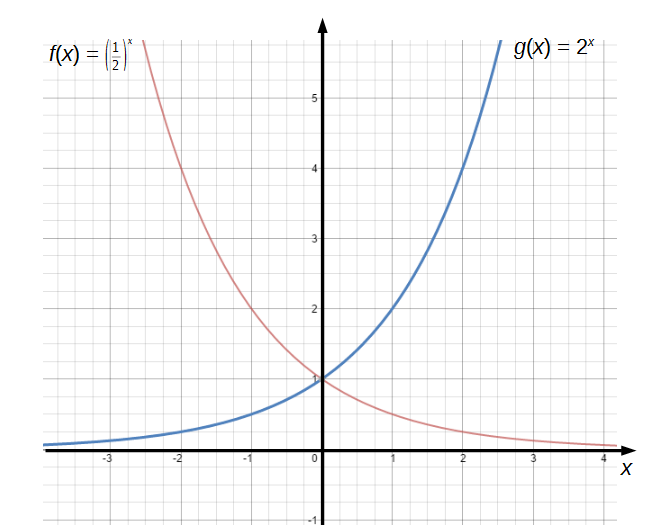 f(x) = (1/2)^x
g(x) = 2^x
5
4
3
2
1
-3 -2 -1 0 1 2 3 4
X
-1